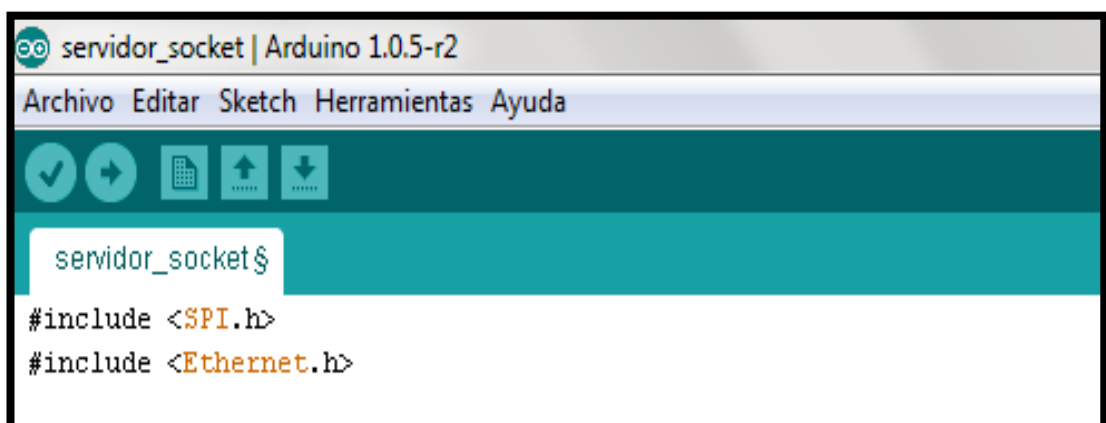 servidor_socket | Arduino 1.0.5-r2
Archivo Editar Sketch Herramientas Ayuda
servidor_socket§
#include <SPI.h>
#include <Ethernet.h>